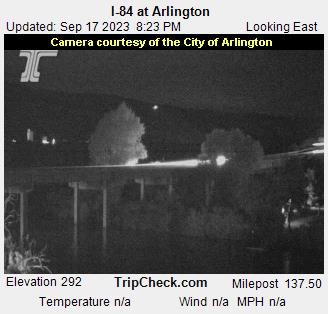 I-84 at Arlington
Updated: Sep 17 2023 8:23 PM Looking East
Camera courtesy of the City of Arlington
Elevation 292 TripCheck.com Milepost 137.50
Temperature n/a Wind n/a MPH n/a